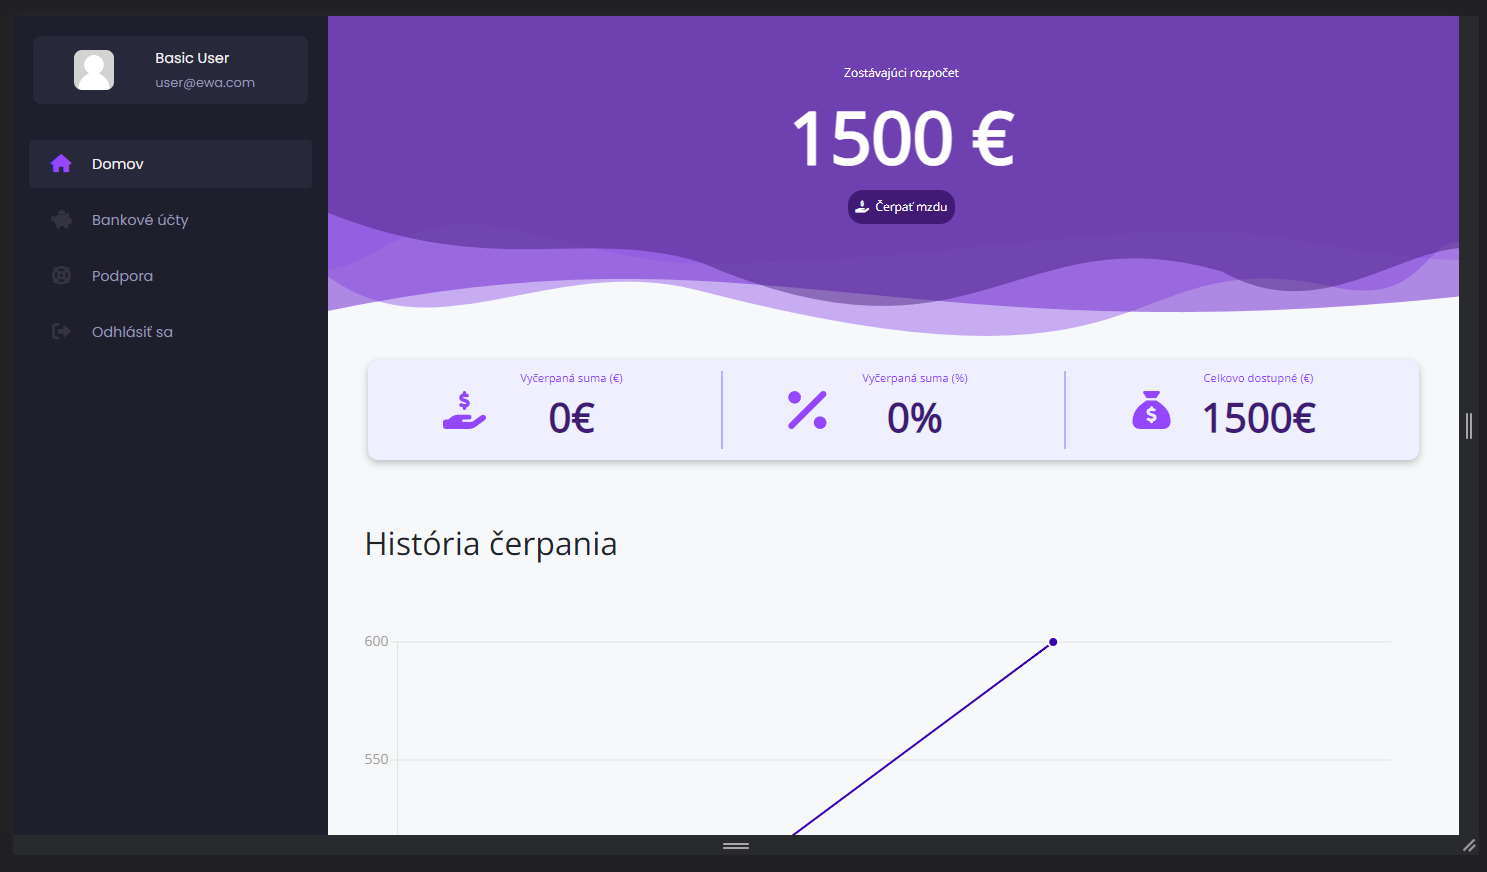 Basic User
user@ewa.com
Domov
Bankové účty
Podpora
Odhlásiť sa
Zostávajúci rozpočet
1500 €
Čerpať mzdu
Vyčerpaná suma (€)
0€
Vyčerpaná suma (%)
0%
Celkovo dostupné (€)
1500€
História čerpania
600
550